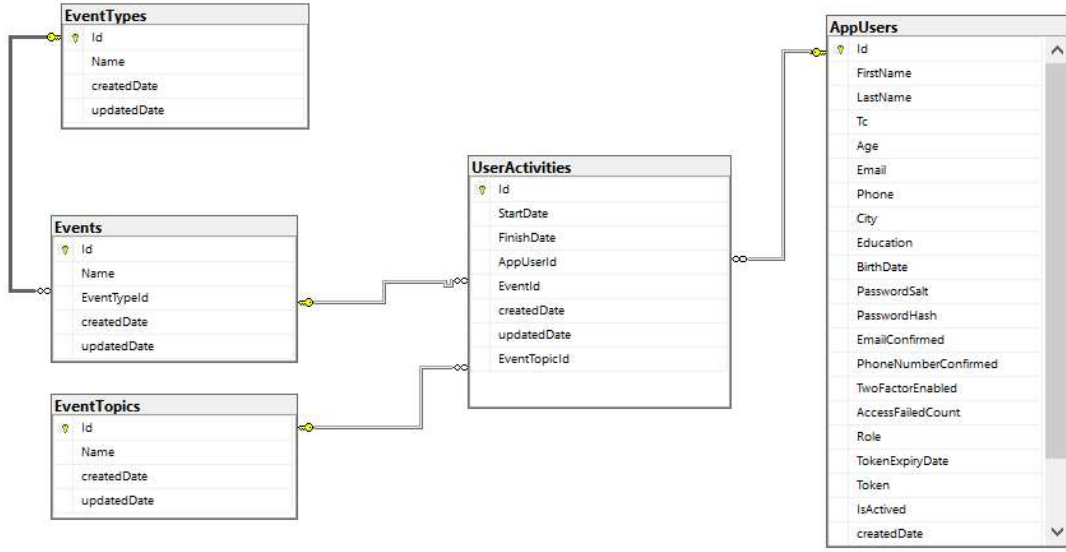 EventTypes
Id
Name
createdDate
updatedDate
Events
Id
Name
EventTypeId
createdDate
updatedDate
EventTopics
Id
Name
createdDate
updatedDate
UserActivities
Id
StartDate
FinishDate
AppUserId
EventId
createdDate
updatedDate
EventTopicId
AppUsers
Id
FirstName
LastName
Tc
Age
Email
Phone
City
Education
BirthDate
PasswordSalt
PasswordHash
EmailConfirmed
PhoneNumberConfirmed
TwoFactorEnabled
AccessFailedCount
Role
TokenExpiryDate
Token
IsActived
createdDate